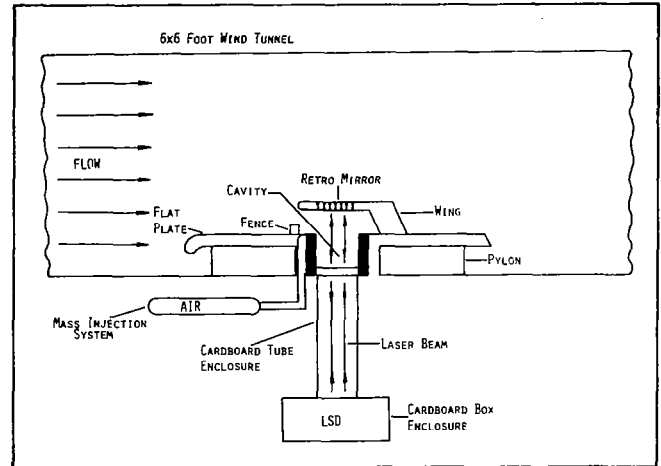 6x6 FOOT WIND TUNNEL
FLOW
CAVITY
RETRO MIRROR
WING
FLAT
PLATE
FENCE
PYLON
AIR
MASS INJECTION
SYSTEM
CARDBOARD TUBE
ENCLOSURE
LASER BEAM
LSD
CARDBOARD BOX
ENCLOSURE